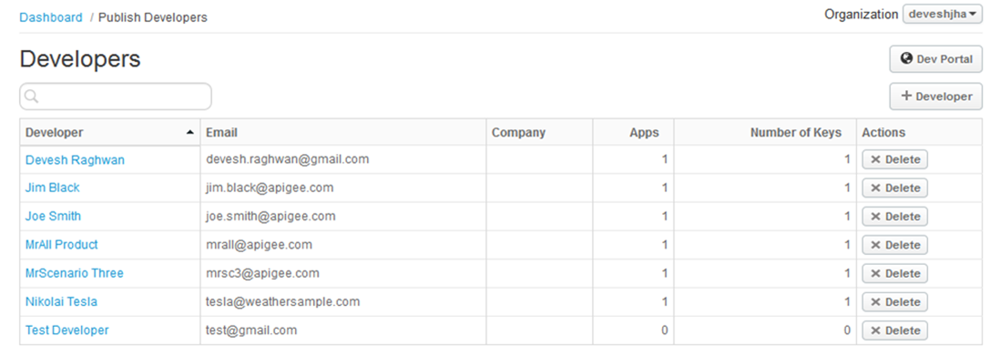 Dashboard / Publish Developers Organization deveshjha
Developers Dev Portal
+ Developer
Developer Email Company Apps Number of Keys Actions
Devesh Raghwan devesh.raghwan@gmail.com 1 1 × Delete
Jim Black jim.black@apigee.com 1 1 × Delete
Joe Smith joe.smith@apigee.com 1 1 × Delete
MrAll Product mrall@apigee.com 1 1 × Delete
MrScenario Three mrsc3@apigee.com 1 1 × Delete
Nikolai Tesla tesla@weathersample.com 1 1 × Delete
Test Developer test@gmail.com 0 0 × Delete